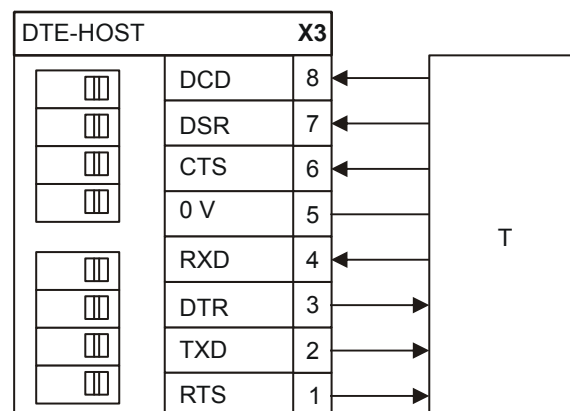 DTE-HOST X3
DCD 8
DSR 7
CTS 6
0 V 5
T
RXD 4
DTR 3
TXD 2
RTS 1